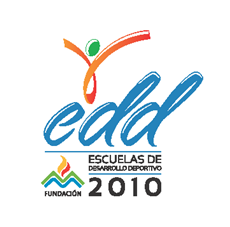 edd
ESCUELAS DE
DESARROLLO DEPORTIVO
FUNDACIÓN
2010